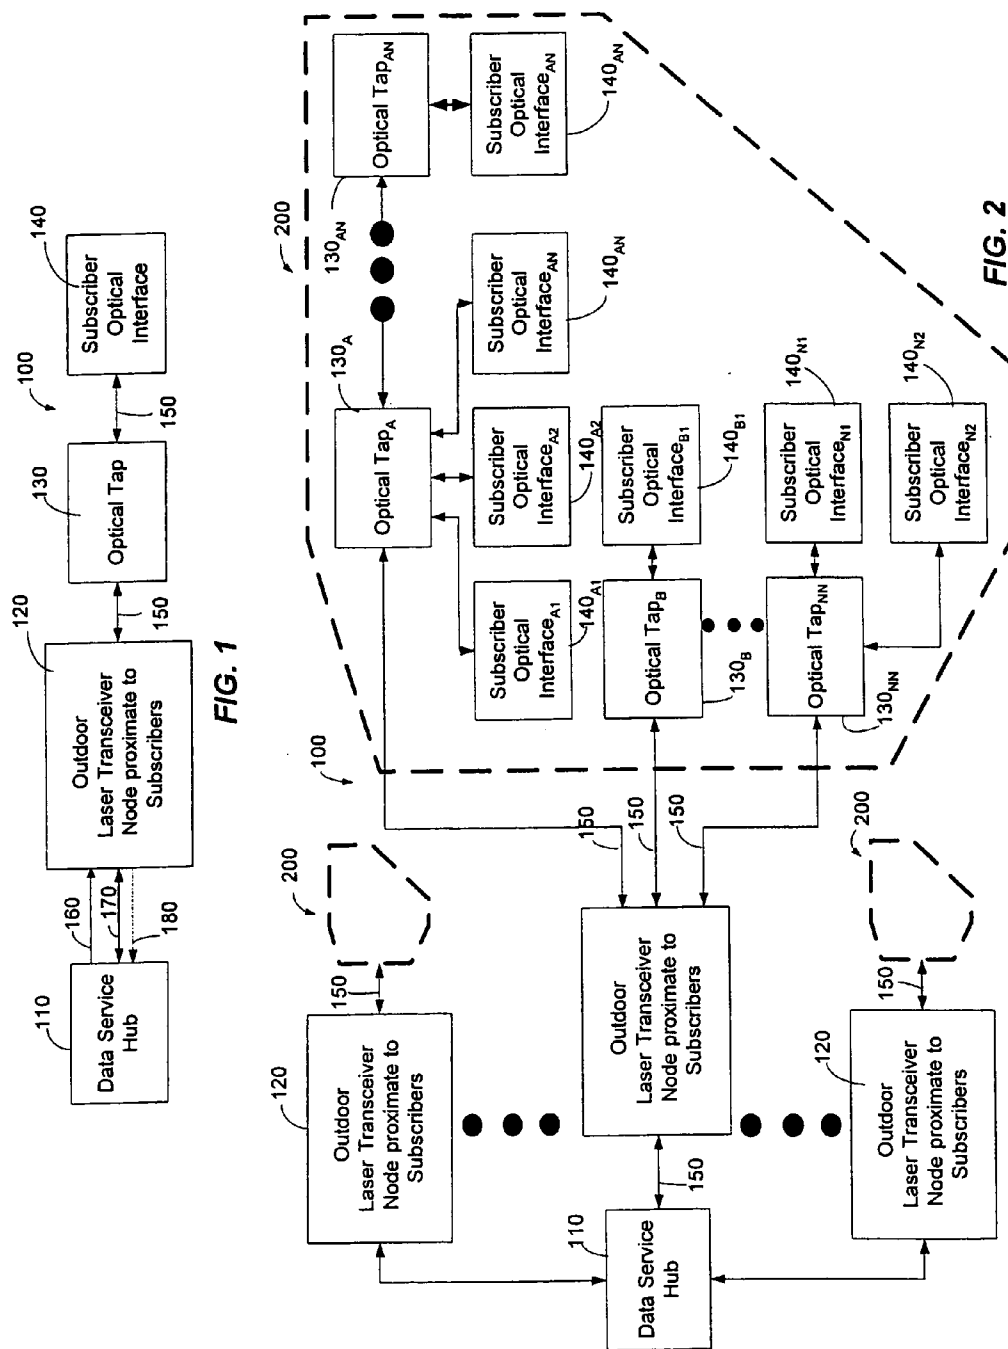 100
110
Data Service
Hub
160
170
180
120
Outdoor
Laser Transceiver
Node proximate to
Subscribers
150
130
Optical Tap
150
140
Subscriber
Optical
Interface
FIG. 1
120
Outdoor
Laser Transceiver
Node proximate to
Subscribers
150
200
110
Data Service
Hub
150
Outdoor
Laser Transceiver
Node proximate to
Subscribers
150
150
150
100
120
Outdoor
Laser Transceiver
Node proximate to
Subscribers
150
200
200
130A
Optical TapA
130AN
Optical TapAN
Subscriber
Optical
InterfaceA1
140A1
Subscriber
Optical
InterfaceA2
140A2
Subscriber
Optical
InterfaceAN
140AN
Subscriber
Optical
InterfaceAN
140AN
Optical TapB
130B
Subscriber
Optical
InterfaceB1
140B1
Optical TapNN
130NN
Subscriber
Optical
InterfaceN1
140N1
Subscriber
Optical
InterfaceN2
140N2
FIG. 2